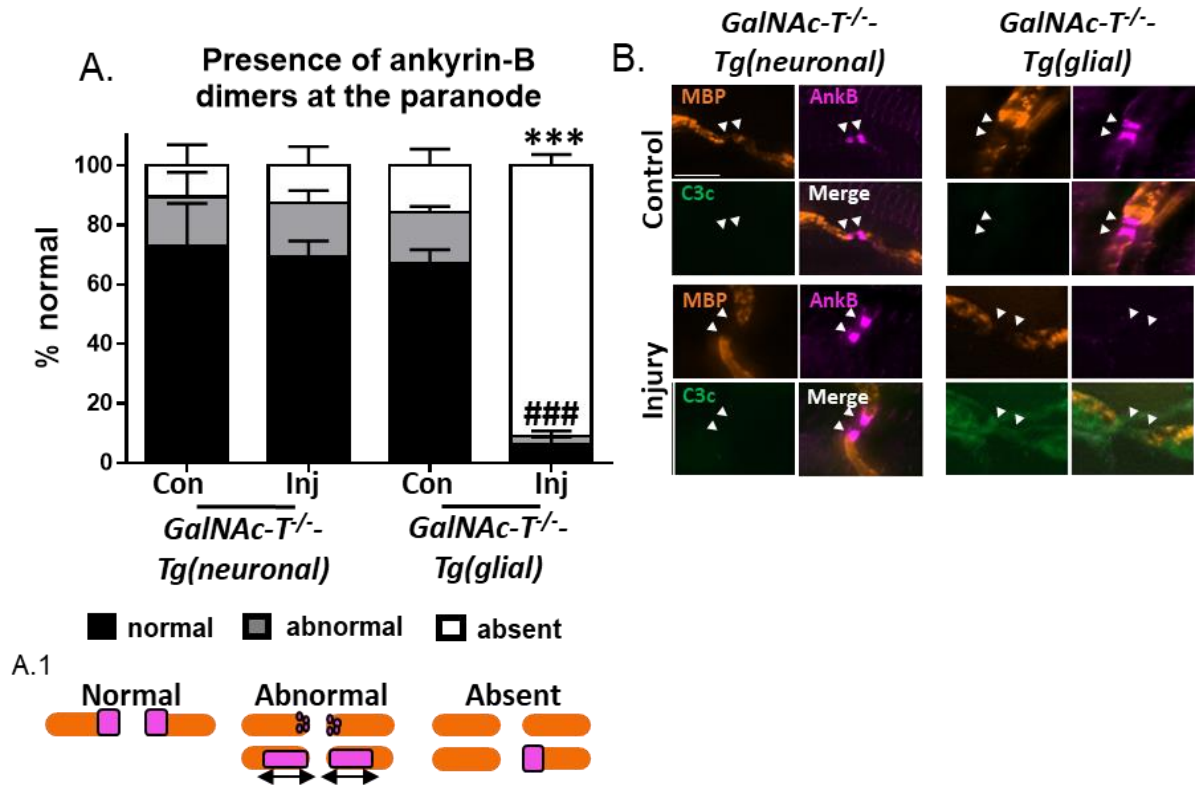 A.
Presence of ankyrin-B
dimers at the paranode
% normal
100
80
60
40
20
0
***
###
Con
Inj
Con
Inj
GalNAc-T-/--
Tg(neuronal)
GalNAc-T-/--
Tg(glial)
normal
abnormal
absent
A.1
Normal
Abnormal
Absent
B.
GalNAc-T-/--
Tg(neuronal)
GalNAc-T-/--
Tg(glial)
Control
MBP
AnkB
C3c
Merge
Injury
MBP
AnkB
C3c
Merge